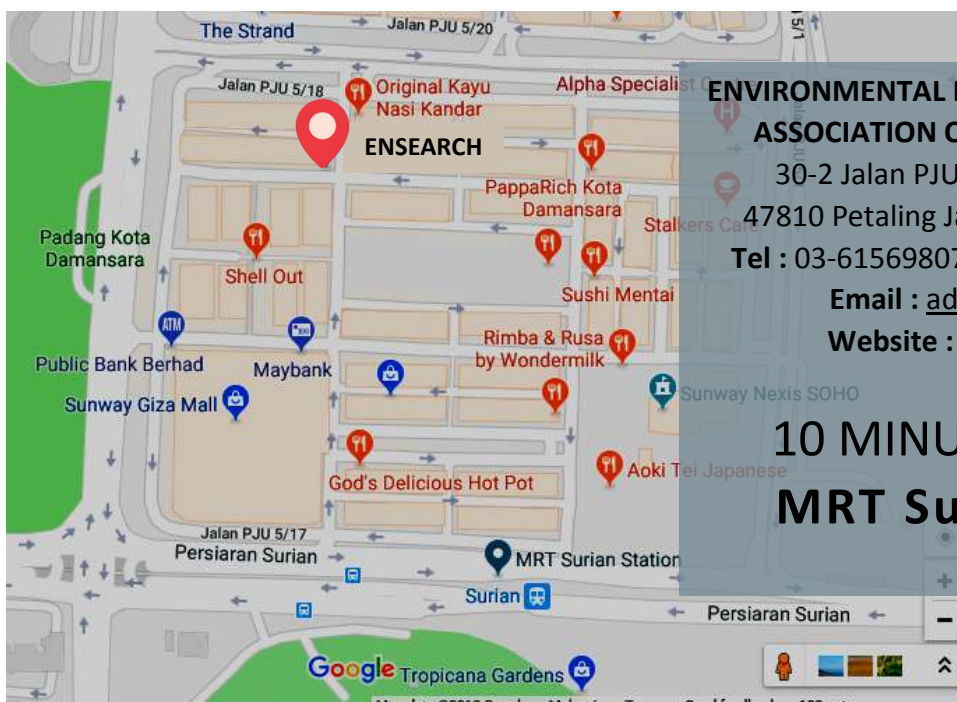 The Strand
Jalan PJU 5/20
5/1
Jalan PJU 5/18
Original Kayu
Nasi Kandar
Alpha Specialist
ENVIRONMENTAL
ASSOCIATION
ENSEARCH
30-2 Jalan PJU
PappaRich Kota
Damansara
47810 Petaling
Stalkers Cafe
Padang Kota
Damansara
Tel : 03-6156980
Shell Out
Email : ad
Sushi Mentai
Website :
ATM
Rimba & Rusa
by Wondermilk
Public Bank Berhad
Maybank
Sunway Giza Mall
Sunway Nexis SOHO
10 MINU
God's Delicious Hot Pot
Aoki Tei Japanese
MRT Su
Jalan PJU 5/17
Persiaran Surian
MRT Surian Station
Surian
Persiaran Surian
Google
Tropicana Gardens